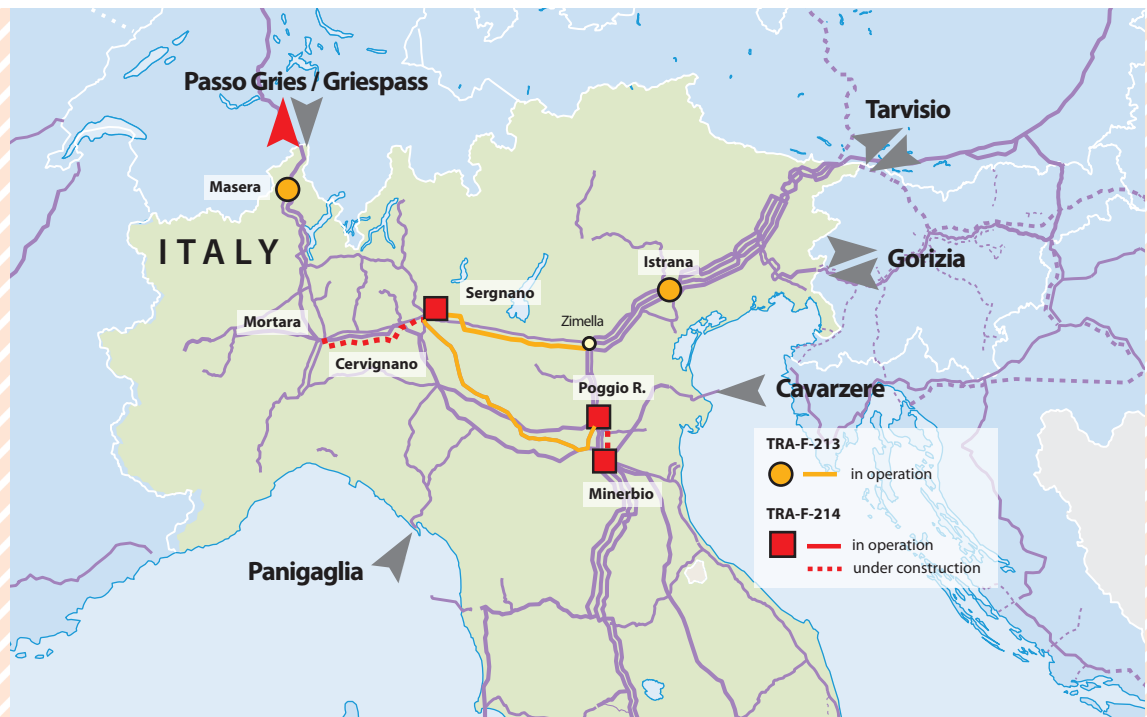 Passo Gries / Griespass
Tarvisio
Masera
ITALY
Gorizia
Istrana
Sergnano
Mortara
Zimella
Cervignano
Poggio R.
Cavarzere
TRA-F-213
in operation
Minerbio
TRA-F-214
in operation
under construction
Panigaglia